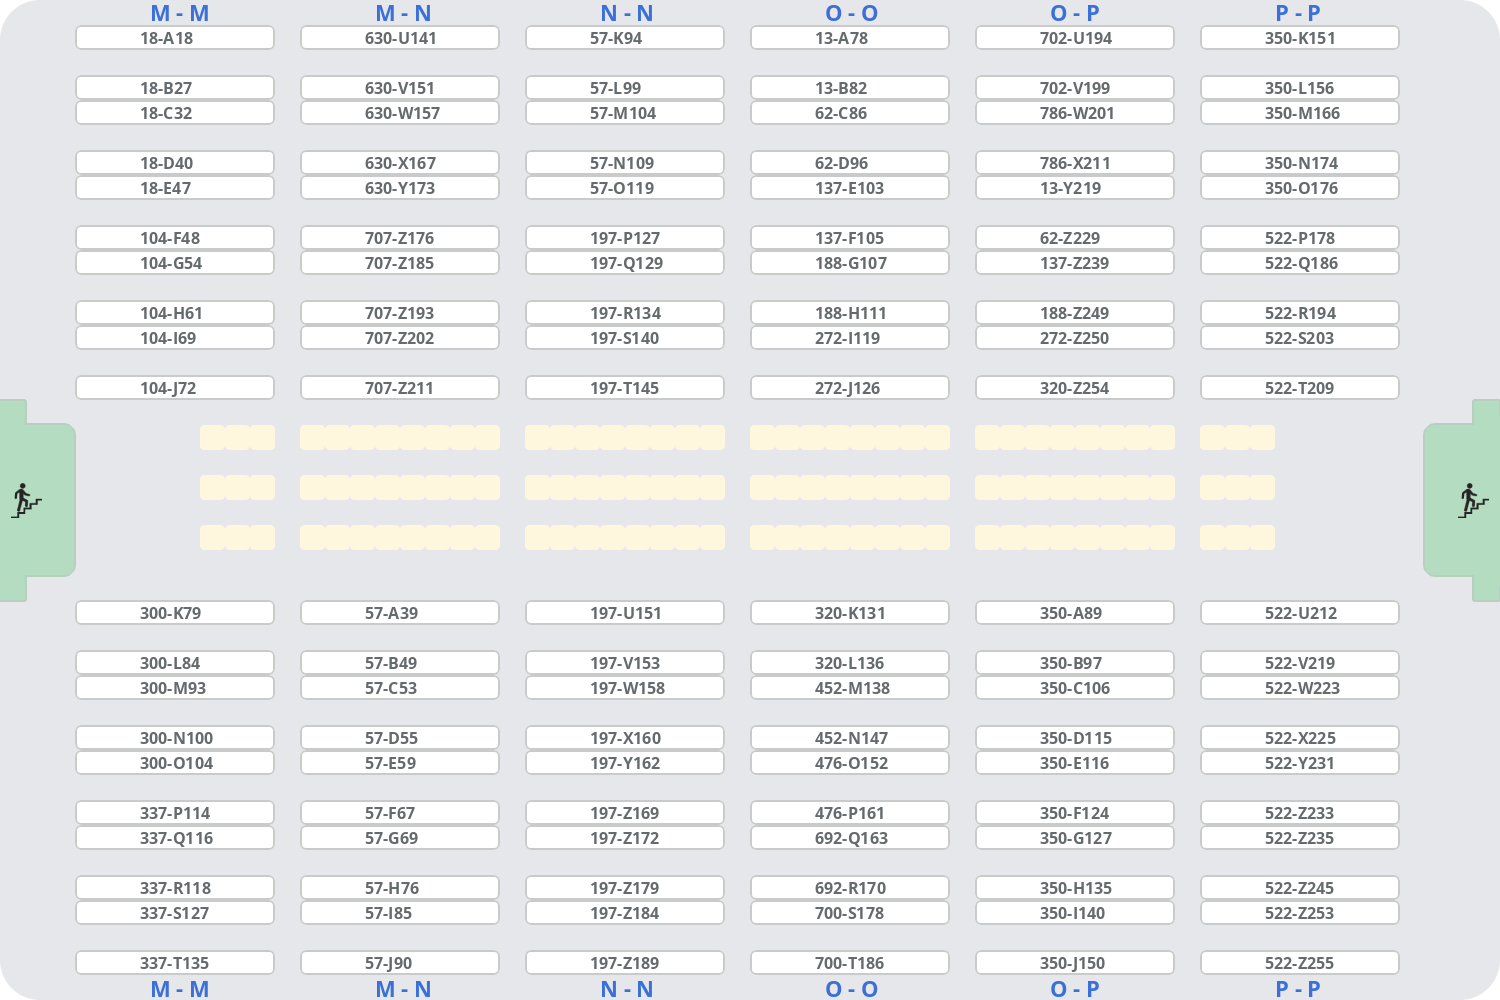 M - M M - N N - N O - O O - P P - P
18-A18 630-U141 57-K94 13-A78 702-U194 350-K151
18-B27 630-V151 57-L99 13-B82 702-V199 350-L156
18-C32 630-W157 57-M104 62-C86 786-W201 350-M166
18-D40 630-X167 57-N109 62-D96 786-X211 350-N174
18-E47 630-Y173 57-O119 137-E103 13-Y219 350-O176
104-F48 707-Z176 197-P127 137-F105 62-Z229 522-P178
104-G54 707-Z185 197-Q129 188-G107 137-Z239 522-Q186
104-H61 707-Z193 197-R134 188-H111 188-Z249 522-R194
104-I69 707-Z202 197-S140 272-I119 272-Z250 522-S203
104-J72 707-Z211 197-T145 272-J126 320-Z254 522-T209
300-K79 57-A39 197-U151 320-K131 350-A89 522-U212
300-L84 57-B49 197-V153 320-L136 350-B97 522-V219
300-M93 57-C53 197-W158 452-M138 350-C106 522-W223
300-N100 57-D55 197-X160 452-N147 350-D115 522-X225
300-O104 57-E59 197-Y162 476-O152 350-E116 522-Y231
337-P114 57-F67 197-Z169 476-P161 350-F124 522-Z233
337-Q116 57-G69 197-Z172 692-Q163 350-G127 522-Z235
337-R118 57-H76 197-Z179 692-R170 350-H135 522-Z245
337-S127 57-I85 197-Z184 700-S178 350-I140 522-Z253
337-T135 57-J90 197-Z189 700-T186 350-J150 522-Z255
M - M M - N N - N O - O O - P P - P